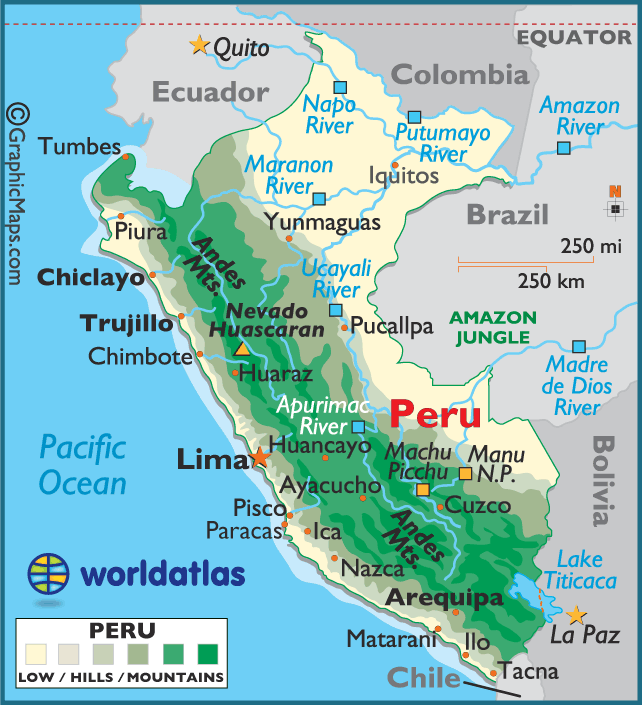 EQUATOR
Quito
Colombia
Ecuador
Napo
River
Putumayo
River
Amazon
River
© GraphicMaps.com
Tumbes
Maranon
River
Iquitos
N
Piura
Yunmaguas
Brazil
Andes
Mts.
250 mi
250 km
Chiclayo
Ucayali
River
Trujillo
Nevado
Huascaran
Pucallpa
AMAZON
JUNGLE
Chimbote
Huaraz
Madre
de Dios
River
Apurimac
River
Peru
Pacific
Ocean
Lima
Huancayo
Machu
Picchu
Manu
N.P.
Bolivia
Ayacucho
Cuzco
Pisco
Paracas
Ica
Andes
Mts.
Nazca
worldatlas
Lake
Titicaca
Arequipa
La Paz
PERU
LOW / HILLS / MOUNTAINS
Matarani
Ilo
Tacna
Chile